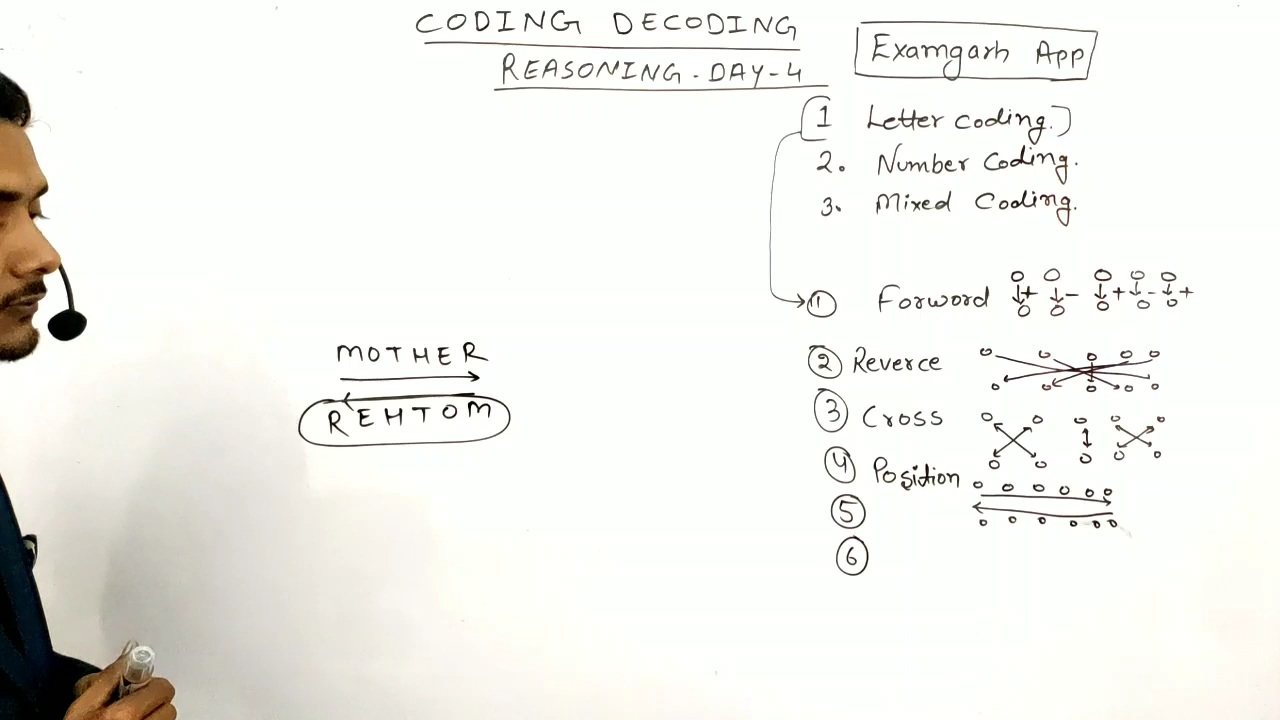 CODING DECODING
REASONING. DAY-4
Examgarh App
1 Letter Coding.
2. Number Coding.
3. Mixed Coding.
1 Forword + - + - +
2 Reverce
3 Cross
4 Position
5
6
MOTHER
REHTOM